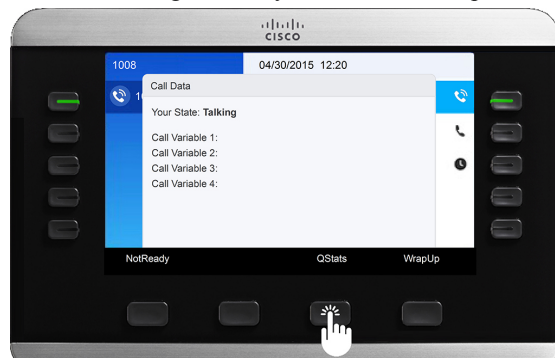 CISCO
1008 04/30/2015 12:20
Call Data
Your State: Talking
Call Variable 1:
Call Variable 2:
Call Variable 3:
Call Variable 4:
NotReady QStats WrapUp